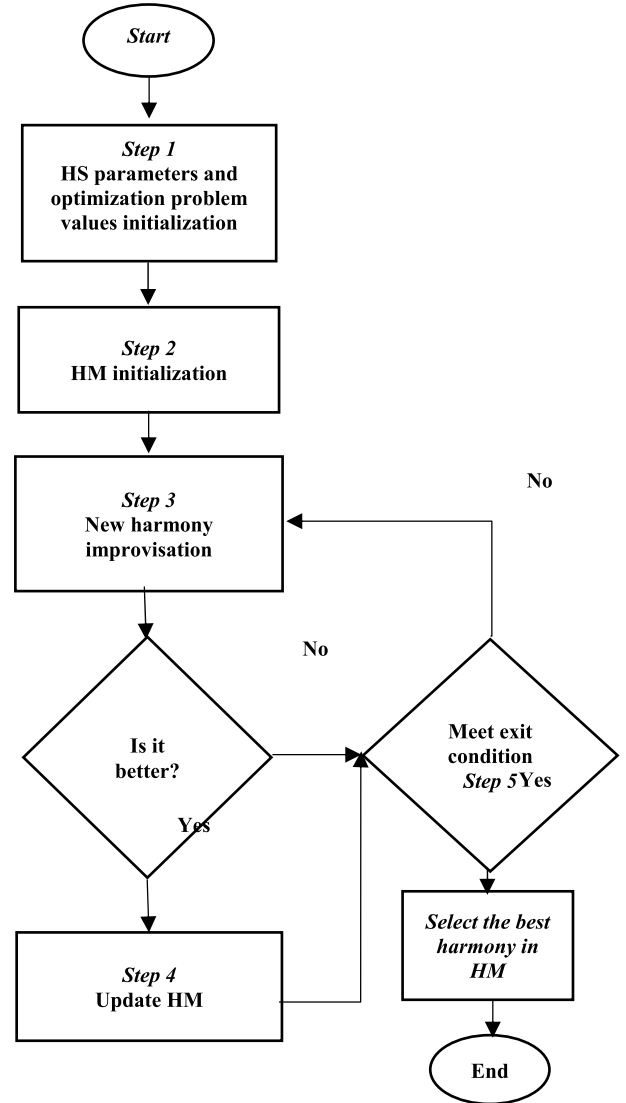 Start
Step 1
HS parameters and
optimization problem
values initialization
Step 2
HM initialization
Step 3
New harmony
improvisation
No
No
Is it
better?
Yes
Meet exit
condition
Step 5Yes
Step 4
Update HM
Select the best
harmony in
HM
End